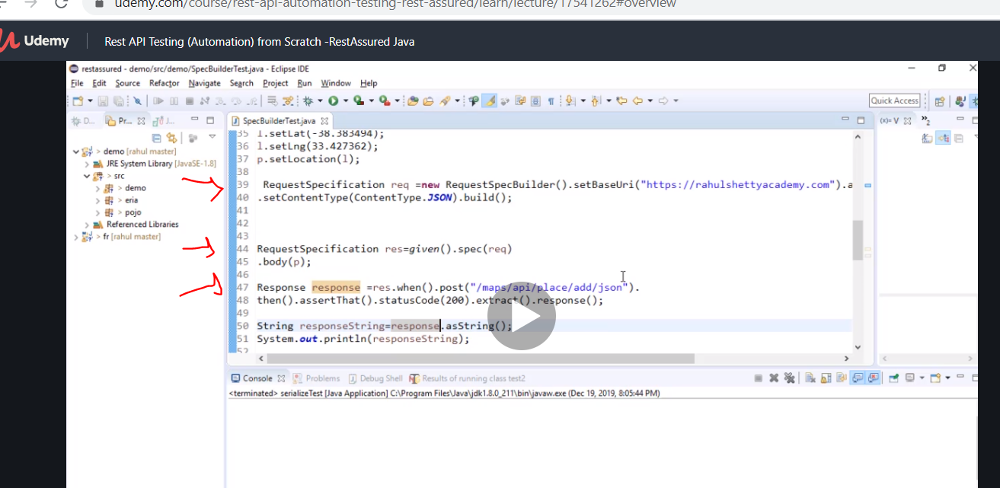 udemy.com/course/rest-api-automation-testing-rest-assured/learn/lecture/17541262#overview
Udemy
Rest API Testing (Automation) from Scratch -RestAssured Java
restassured - demo/src/demo/SpecBuilderTest.java - Eclipse IDE
File Edit Source Refactor Navigate Search Project Run Window Help
Quick Access
D... Pr... J... SpecBuilderTest.java (x)= V 2
demo [rahul master]
JRE System Library [JavaSE-1.8]
src
demo
eria
pojo
Referenced Libraries
fr [rahul master]
35 l.setLat(-38.383494);
36 l.setLng(33.427362);
37 p.setLocation(l);
38
39 RequestSpecification req =new RequestSpecBuilder().setBaseUri("https://rahulshettyacademy.com").a
40 .setContentType(ContentType.JSON).build();
41
42
43
44 RequestSpecification res=given().spec(req)
45 .body(p);
46
47 Response response =res.when().post("/maps/api/place/add/json").
48 then().assertThat().statusCode(200).extract().response();
49
50 String responseString=response.asString();
51 System.out.println(responseString);
52
Console Problems Debug Shell Results of running class test2
<terminated> serializeTest [Java Application] C:\Program Files\Java\jdk1.8.0_211\bin\javaw.exe (Dec 19, 2019, 8:05:44 PM)